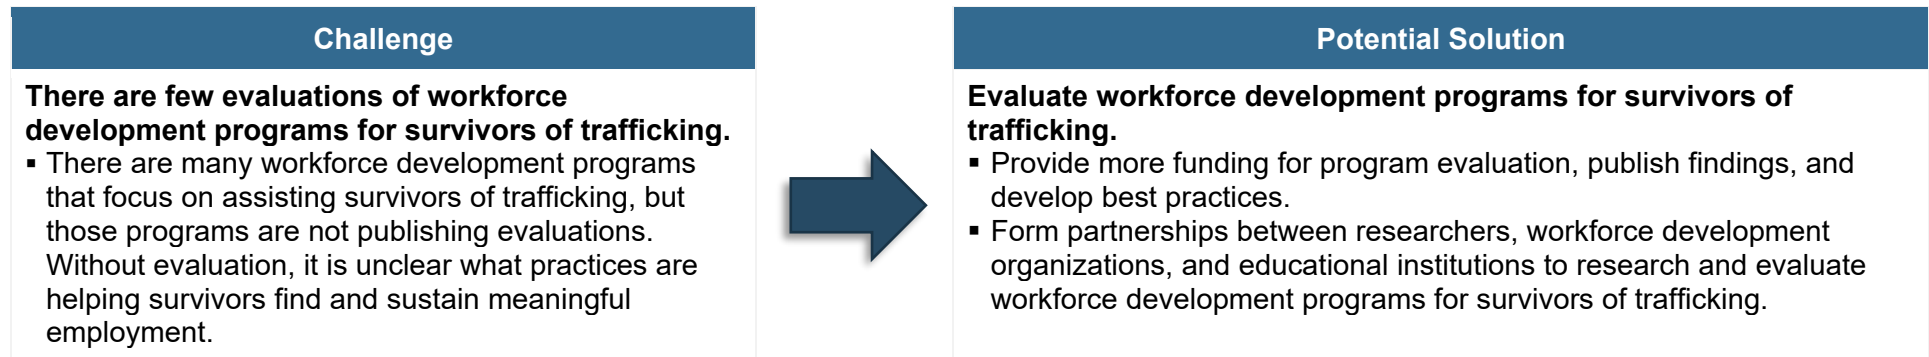 Challenge
There are few evaluations of workforce
development programs for survivors of trafficking.
▪ There are many workforce development programs
that focus on assisting survivors of trafficking, but
those programs are not publishing evaluations.
Without evaluation, it is unclear what practices are
helping survivors find and sustain meaningful
employment.
Potential Solution
Evaluate workforce development programs for survivors of
trafficking.
▪ Provide more funding for program evaluation, publish findings, and
develop best practices.
▪ Form partnerships between researchers, workforce development
organizations, and educational institutions to research and evaluate
workforce development programs for survivors of trafficking.